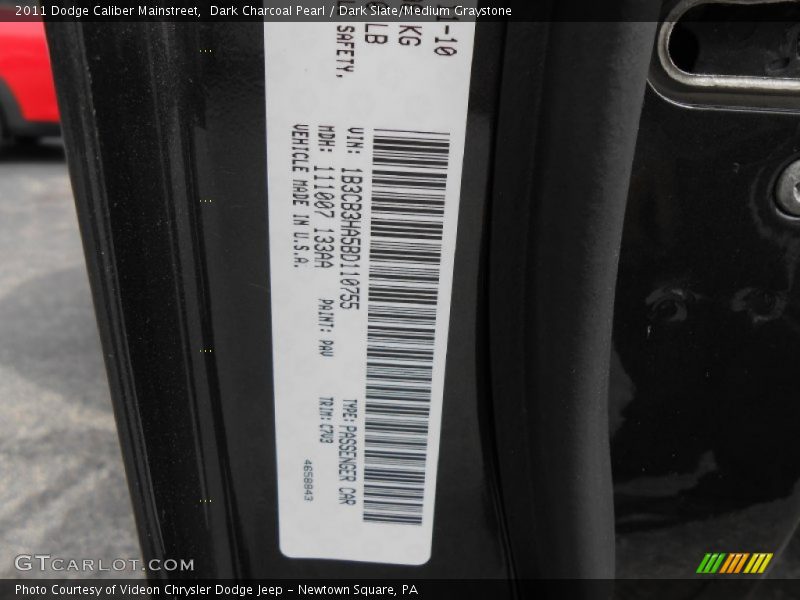 2011 Dodge Caliber Mainstreet, Dark Charcoal Pearl / Dark Slate/Medium Graystone
1-10
KG
LB
SAFETY,
VIN: 1B3CB3HA5BD110755
TYPE: PASSENGER CAR
MDH: 111007 133AA
PAINT: PAV
TRIM: C7V3
VEHICLE MADE IN U.S.A.
4658843
GTCARLOT.COM
Photo Courtesy of Videon Chrysler Dodge Jeep - Newtown Square, PA